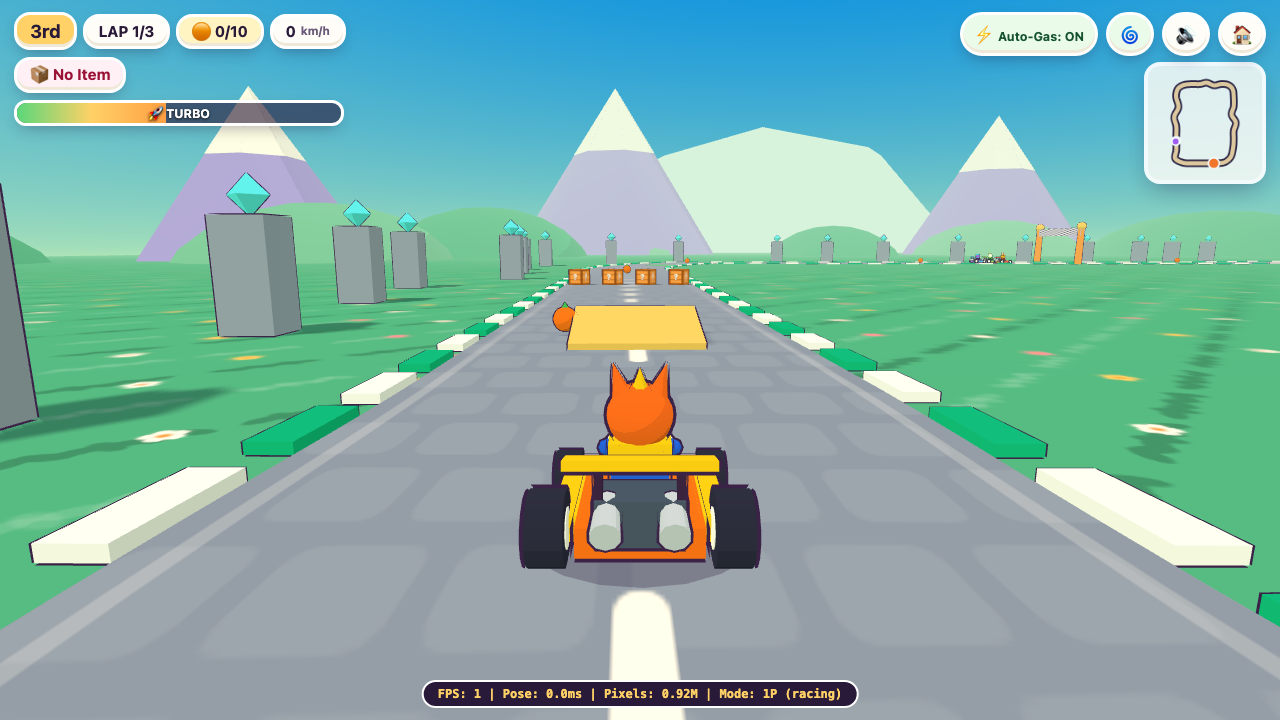 3rd
LAP 1/3
0/10
0 km/h
Auto-Gas: ON
No Item
TURBO
? ? ? ?
FPS: 1 | Pose: 0.0ms | Pixels: 0.92M | Mode: 1P (racing)